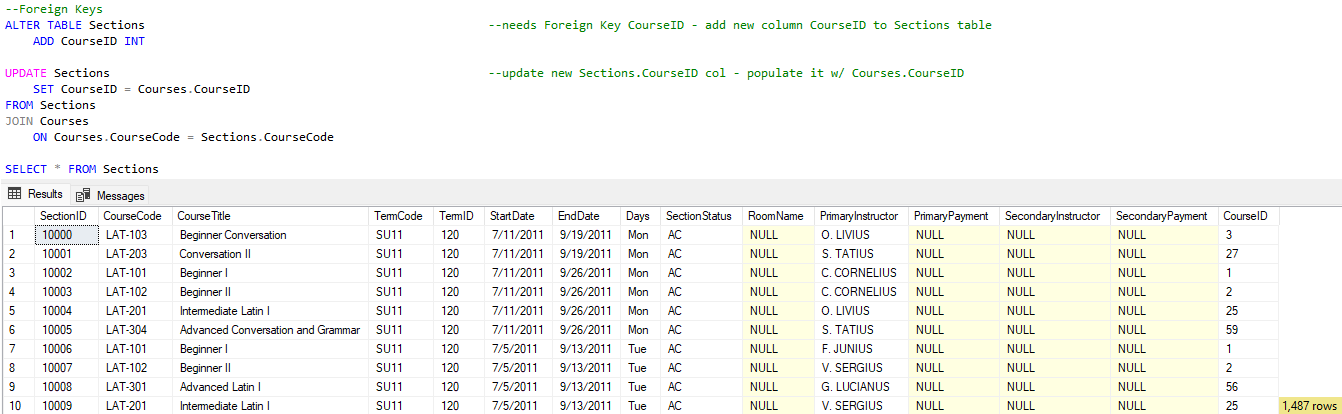 --Foreign Keys
ALTER TABLE Sections --needs Foreign Key CourseID - add new column CourseID to Sections table
ADD CourseID INT
UPDATE Sections --update new Sections.CourseID col - populate it w/ Courses.CourseID
SET CourseID = Courses.CourseID
FROM Sections
JOIN Courses
ON Courses.CourseCode = Sections.CourseCode
SELECT * FROM Sections
Results Messages
SectionID CourseCode CourseTitle TermCode TermID StartDate EndDate Days SectionStatus RoomName PrimaryInstructor PrimaryPayment SecondaryInstructor SecondaryPayment CourseID
1 10000 LAT-103 Beginner Conversation SU11 120 7/11/2011 9/19/2011 Mon AC NULL O. LIVIUS NULL NULL NULL 3
2 10001 LAT-203 Conversation II SU11 120 7/11/2011 9/19/2011 Mon AC NULL S. TATIUS NULL NULL NULL 27
3 10002 LAT-101 Beginner I SU11 120 7/11/2011 9/26/2011 Mon AC NULL C. CORNELIUS NULL NULL NULL 1
4 10003 LAT-102 Beginner II SU11 120 7/11/2011 9/26/2011 Mon AC NULL C. CORNELIUS NULL NULL NULL 2
5 10004 LAT-201 Intermediate Latin I SU11 120 7/11/2011 9/26/2011 Mon AC NULL O. LIVIUS NULL NULL NULL 25
6 10005 LAT-304 Advanced Conversation and Grammar SU11 120 7/11/2011 9/26/2011 Mon AC NULL S. TATIUS NULL NULL NULL 59
7 10006 LAT-101 Beginner I SU11 120 7/5/2011 9/13/2011 Tue AC NULL F. JUNIUS NULL NULL NULL 1
8 10007 LAT-102 Beginner II SU11 120 7/5/2011 9/13/2011 Tue AC NULL V. SERGIUS NULL NULL NULL 2
9 10008 LAT-301 Advanced Latin I SU11 120 7/5/2011 9/13/2011 Tue AC NULL G. LUCIANUS NULL NULL NULL 56
10 10009 LAT-201 Intermediate Latin I SU11 120 7/5/2011 9/13/2011 Tue AC NULL V. SERGIUS NULL NULL NULL 25 1,487 rows